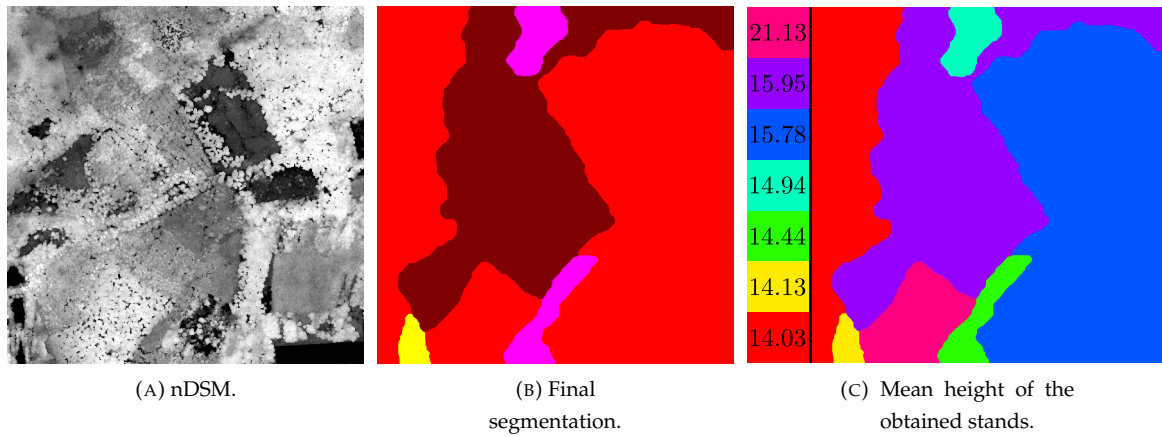 21.13
15.95
15.78
14.94
14.44
14.13
14.03
(A) nDSM.
(B) Final
segmentation.
(C) Mean height of the
obtained stands.